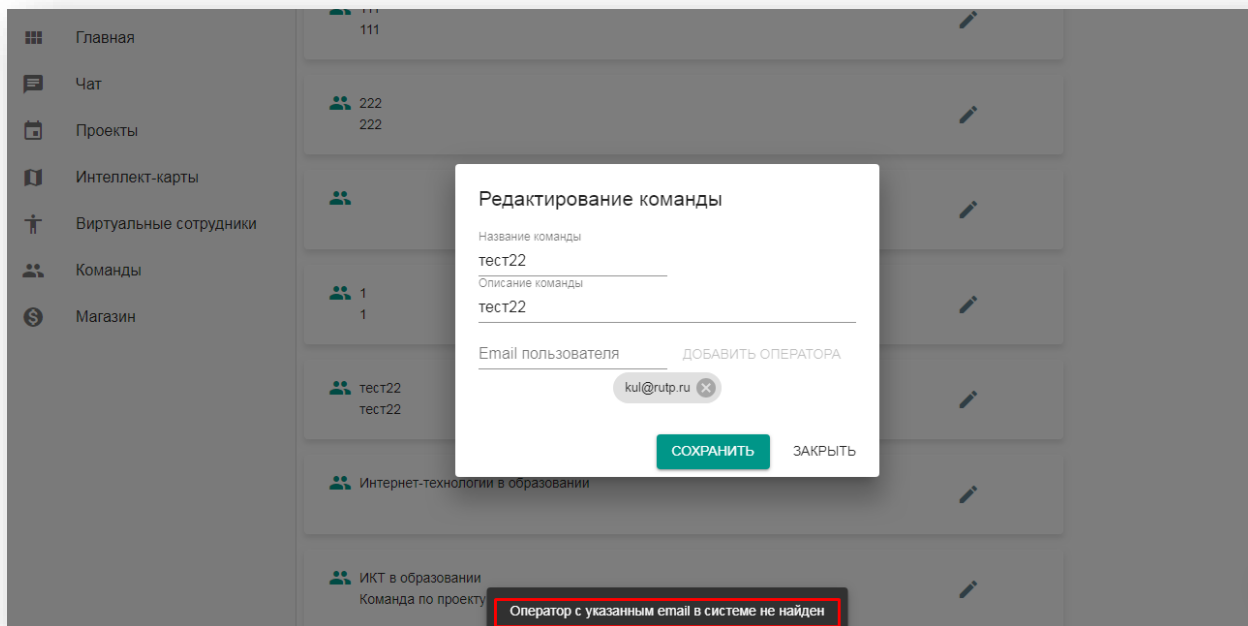 111
111
Главная
Чат
Проекты
Интеллект-карты
Виртуальные сотрудники
Команды
Магазин
222
222
1
1
тест22
тест22
Интернет-технологии в образовании
ИКТ в образовании
Команда по проекту
Редактирование команды
Название команды
тест22
Описание команды
тест22
Email пользователя
ДОБАВИТЬ ОПЕРАТОРА
kul@rutp.ru
СОХРАНИТЬ
ЗАКРЫТЬ
Оператор с указанным email в системе не найден